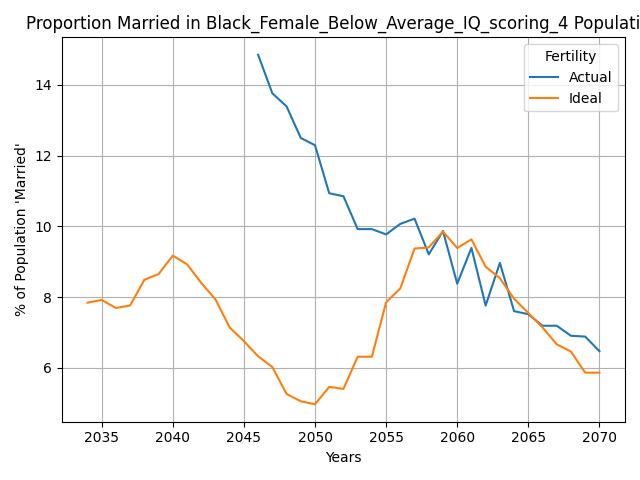 Proportion Married in Black_Female_Below_Average_IQ_scoring_4 Populati
Fertility
Actual
Ideal
14
12
10
8
6
% of Population 'Married'
2035 2040 2045 2050 2055 2060 2065 2070
Years